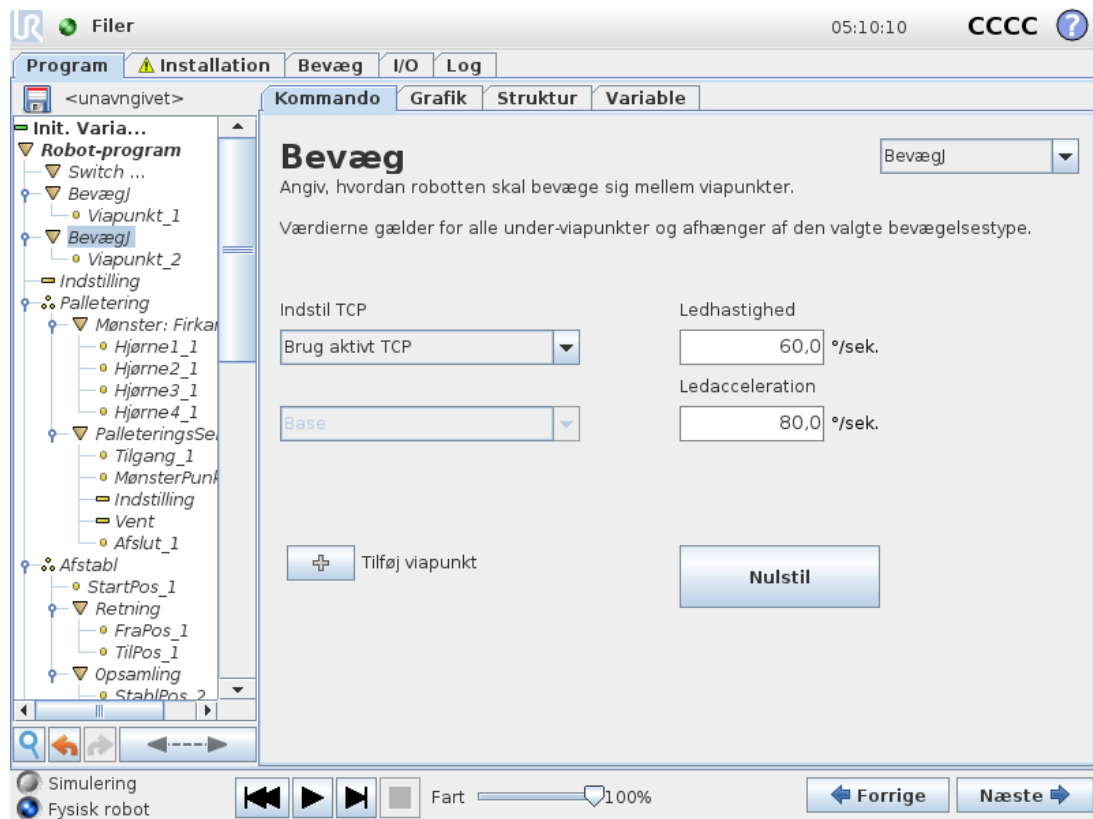 UR Filer 05:10:10 CCCC ?
Program Installation Bevæg I/O Log
<unavngivet>
Kommando Grafik Struktur Variable
Init. Varia...
Robot-program
Switch ...
BevægJ
Viapunkt_1
BevægJ
Viapunkt_2
Indstilling
Palletering
Mønster: Firkar
Hjørne1_1
Hjørne2_1
Hjørne3_1
Hjørne4_1
PalleteringsSe
Tilgang_1
MønsterPunk
Indstilling
Vent
Afslut_1
Afstabl
StartPos_1
Retning
FraPos_1
TilPos_1
Opsamling
StablPos_2
Bevæg
BevægJ
Angiv, hvordan robotten skal bevæge sig mellem viapunkter.
Værdierne gælder for alle under-viapunkter og afhænger af den valgte bevægelsestype.
Indstil TCP
Brug aktivt TCP
Base
Ledhastighed
60,0 °/sek.
Ledacceleration
80,0 °/sek.
Tilføj viapunkt
Nulstil
Simulering
Fysisk robot
Fart 100%
Forrige
Næste